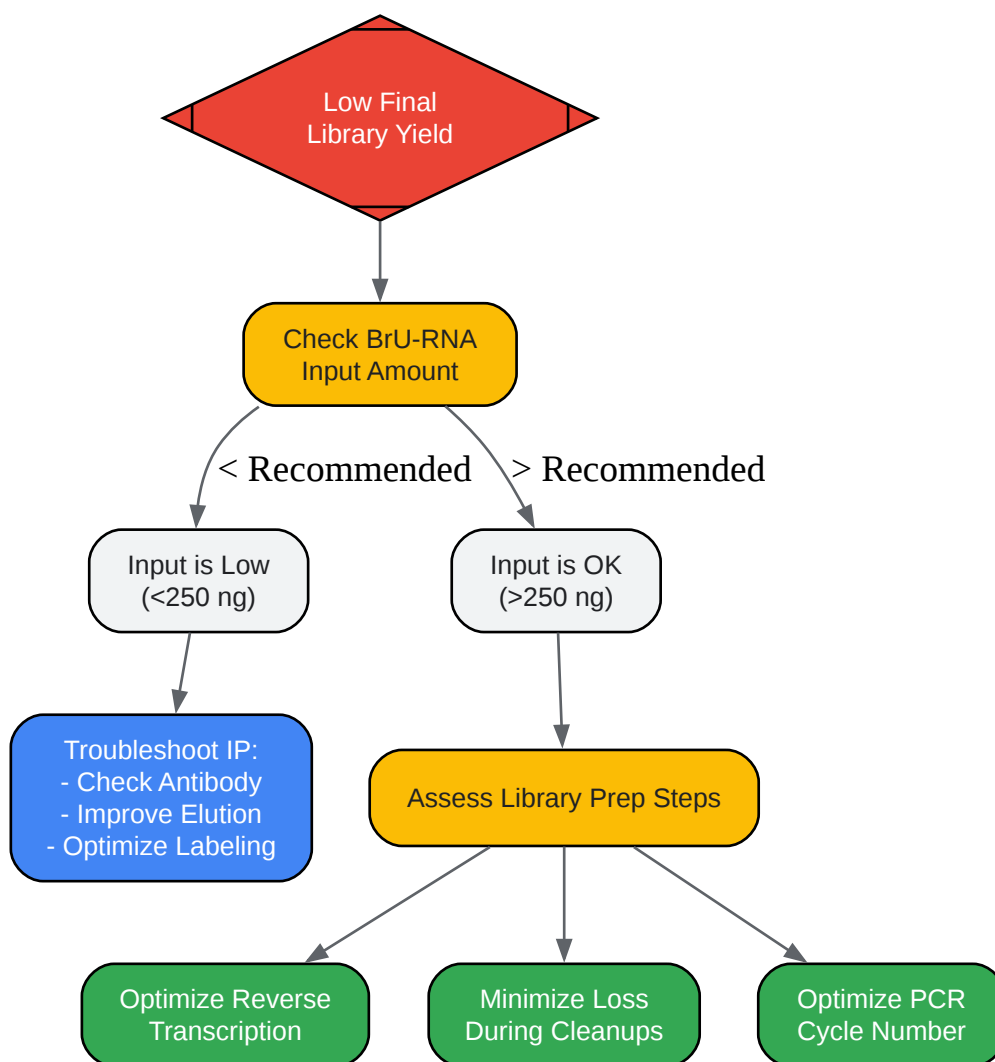 Low Final
Library Yield
Check BrU-RNA
Input Amount
< Recommended
> Recommended
Input is Low
(<250 ng)
Input is OK
(>250 ng)
Troubleshoot IP:
- Check Antibody
- Improve Elution
- Optimize Labeling
Assess Library Prep Steps
Optimize Reverse
Transcription
Minimize Loss
During Cleanups
Optimize PCR
Cycle Number